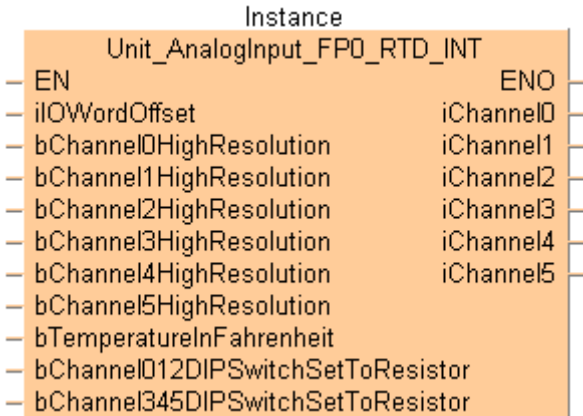 Instance
Unit_AnalogInput_FP0_RTD_INT
EN ENO
iIOWordOffset iChannel0
bChannel0HighResolution iChannel1
bChannel1HighResolution iChannel2
bChannel2HighResolution iChannel3
bChannel3HighResolution iChannel4
bChannel4HighResolution iChannel5
bChannel5HighResolution
bTemperatureInFahrenheit
bChannel012DIPSwitchSetToResistor
bChannel345DIPSwitchSetToResistor